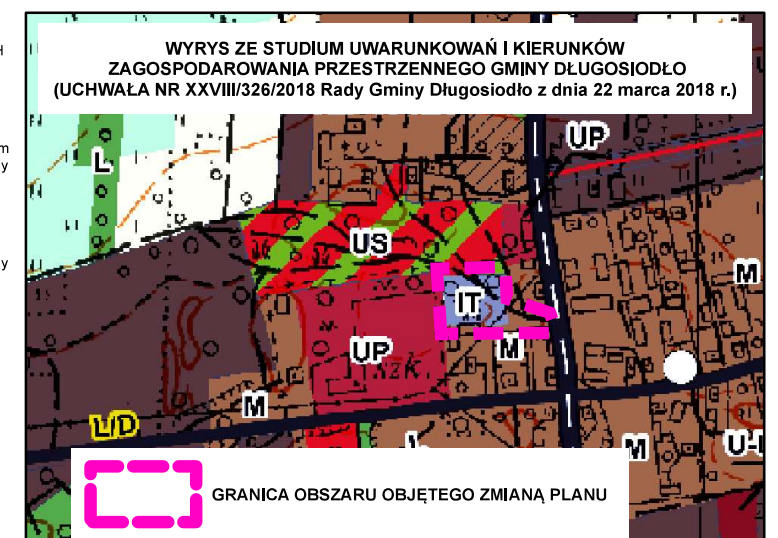 WYRYS ZE STUDIUM UWARUNKOWAŃ I KIERUNKÓW
ZAGOSPODAROWANIA PRZESTRZENNEGO GMINY DŁUGOSIODŁO
(UCHWAŁA NR XXVIII/326/2018 Rady Gminy Długosiodło z dnia 22 marca 2018 r.)
UP
L
US
M
IT
UP
M
M
L/D
M
GRANICA OBSZARU OBJĘTEGO ZMIANĄ PLANU